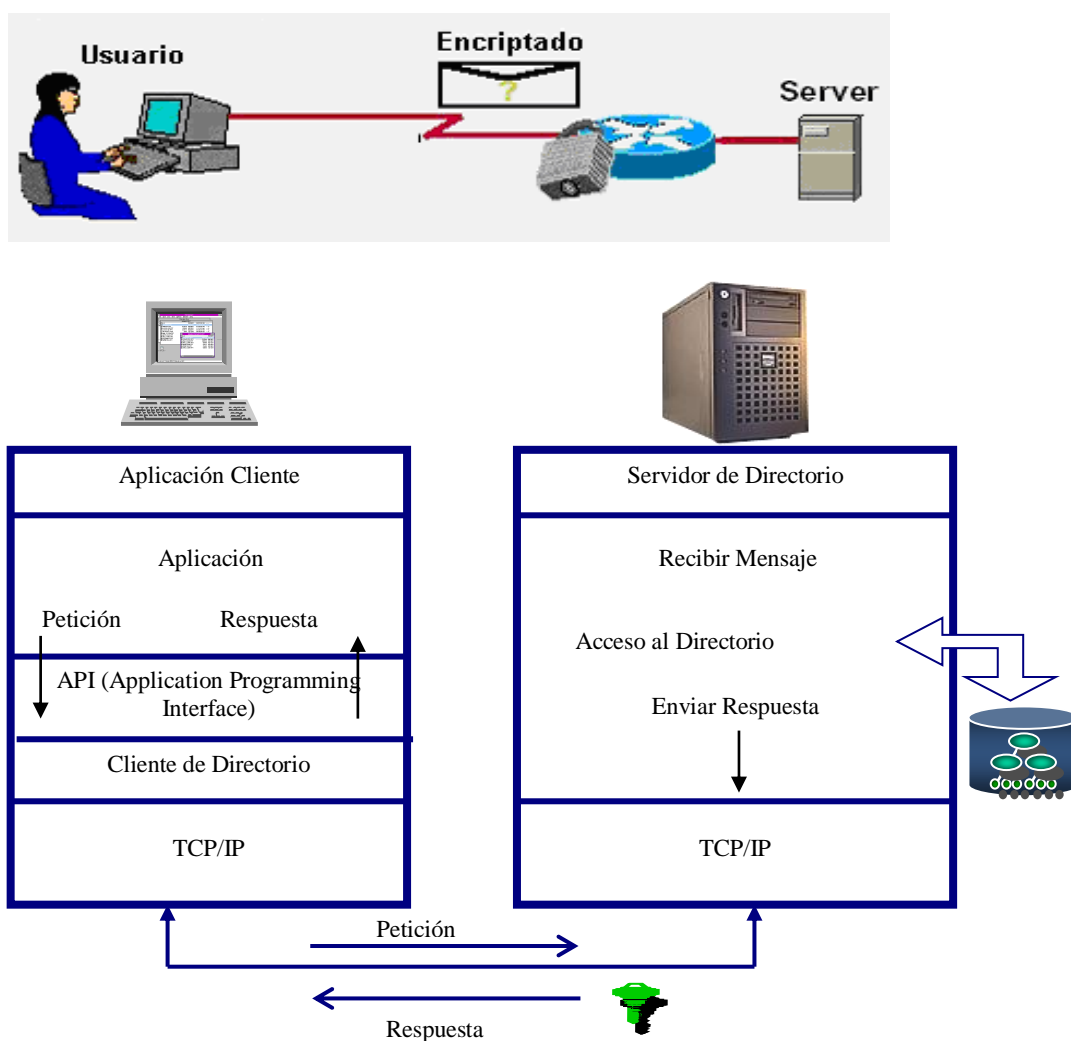 Usuario
Encriptado
?
Server
Aplicación Cliente
Aplicación
Petición
Respuesta
API (Application Programming
Interface)
Cliente de Directorio
TCP/IP
Servidor de Directorio
Recibir Mensaje
Acceso al Directorio
Enviar Respuesta
TCP/IP
Petición
Respuesta